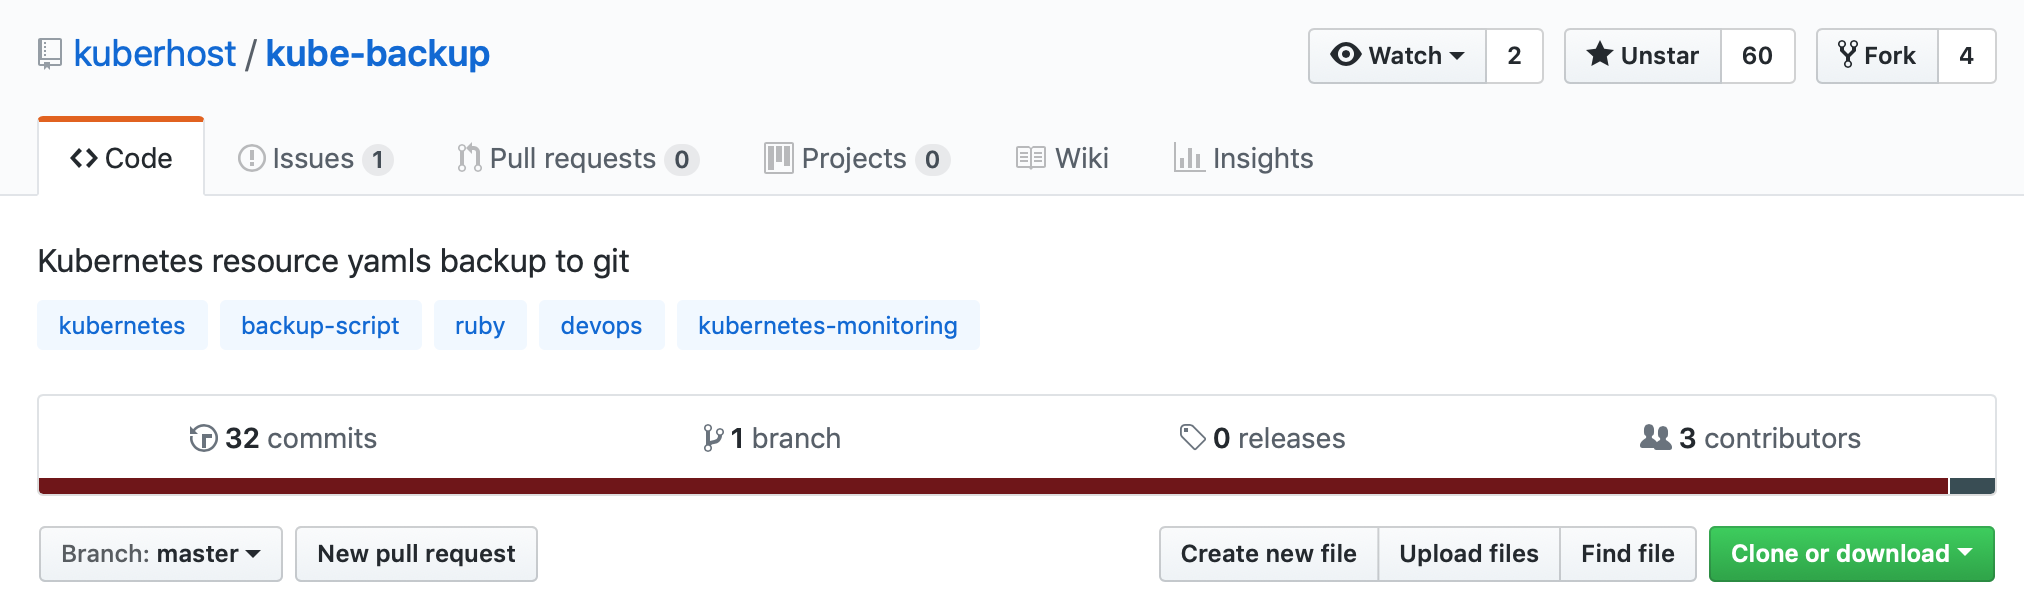 kuberhost / kube-backup Watch 2 Unstar 60 Fork 4
Code Issues 1 Pull requests 0 Projects 0 Wiki Insights
Kubernetes resource yamls backup to git
kubernetes backup-script ruby devops kubernetes-monitoring
32 commits 1 branch 0 releases 3 contributors
Branch: master New pull request Create new file Upload files Find file Clone or download